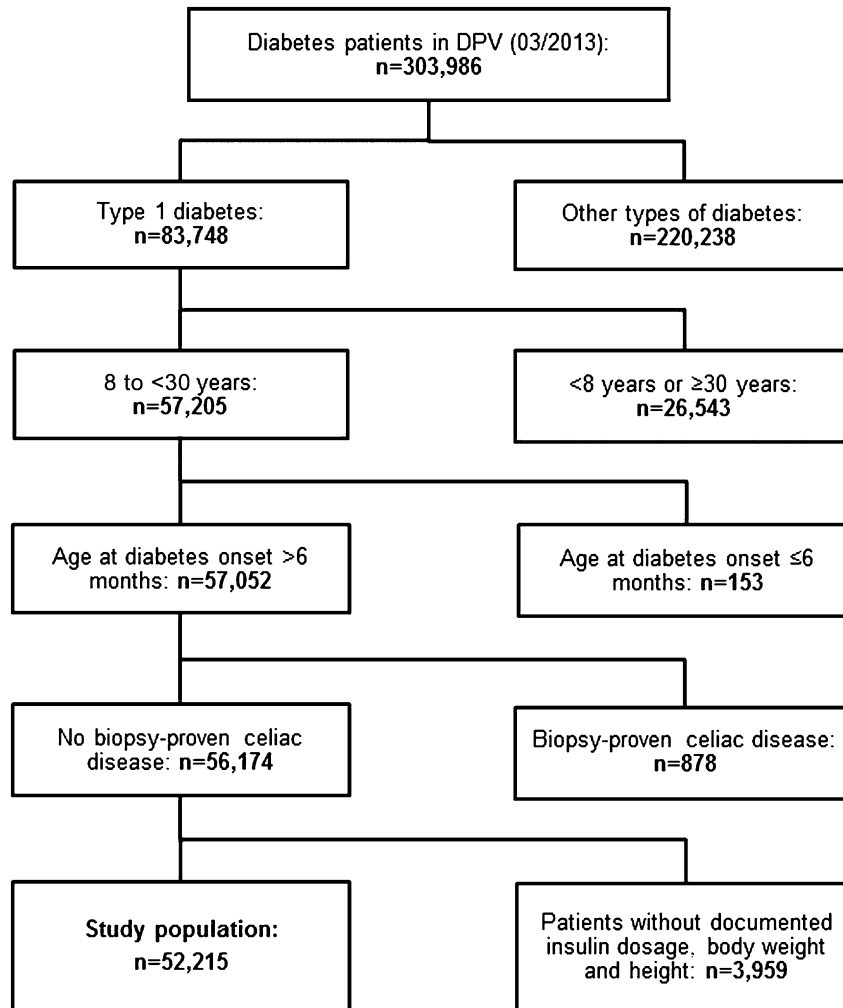 Diabetes patients in DPV (03/2013):
n=303,986
Type 1 diabetes:
n=83,748
Other types of diabetes:
n=220,238
8 to <30 years:
n=57,205
<8 years or ≥30 years:
n=26,543
Age at diabetes onset >6
months: n=57,052
Age at diabetes onset ≤6
months: n=153
No biopsy-proven celiac
disease: n=56,174
Biopsy-proven celiac disease:
n=878
Study population:
n=52,215
Patients without documented
insulin dosage, body weight
and height: n=3,959